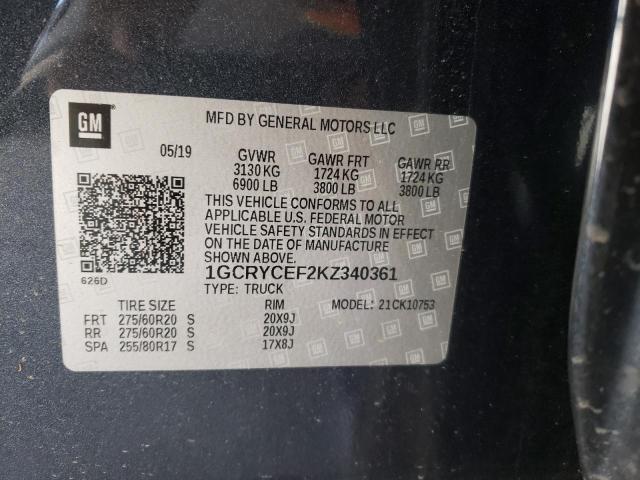 GM
MFD BY GENERAL MOTORS LLC
05/19 GVWR GAWR FRT GAWR RR
3130 KG 1724 KG 1724 KG
6900 LB 3800 LB 3800 LB
THIS VEHICLE CONFORMS TO ALL
APPLICABLE U.S. FEDERAL MOTOR
VEHICLE SAFETY STANDARDS IN EFFECT
ON THE DATE OF MANUFACTURE
SHOWN ABOVE.
626D
1GCRYCEF2KZ340361
TYPE: TRUCK
TIRE SIZE RIM MODEL: 21CK10753
FRT 275/60R20 S 20X9J
RR 275/60R20 S 20X9J
SPA 255/80R17 S 17X8J